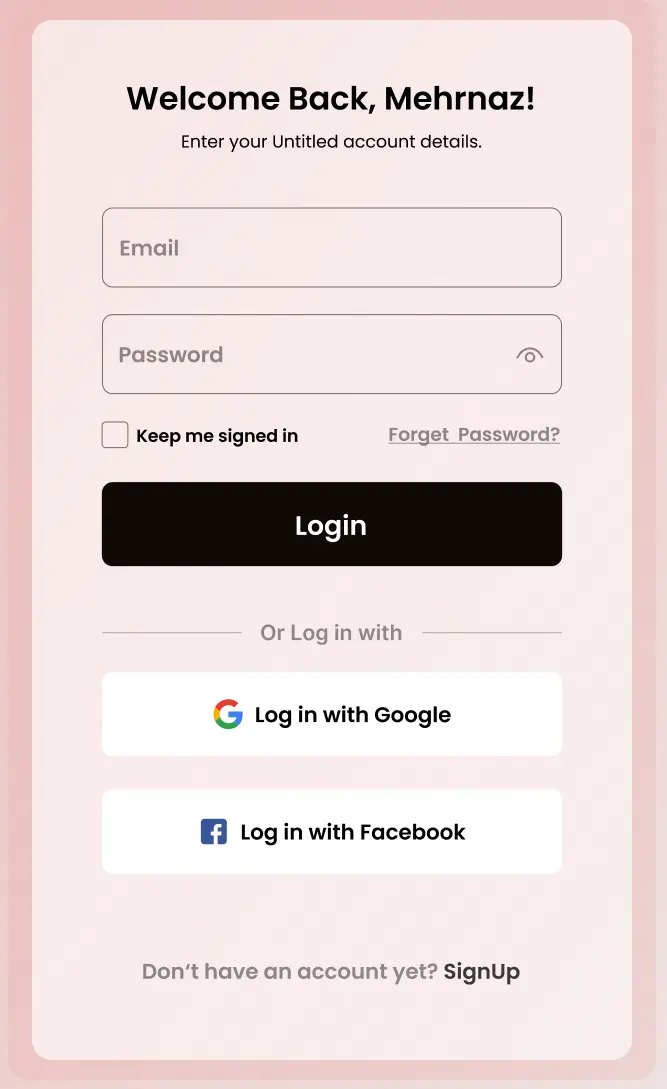 Welcome Back, Mehrnaz!
Enter your Untitled account details.
Email
Password
Keep me signed in
Forget Password?
Login
Or Log in with
Log in with Google
Log in with Facebook
Don‘t have an account yet? SignUp